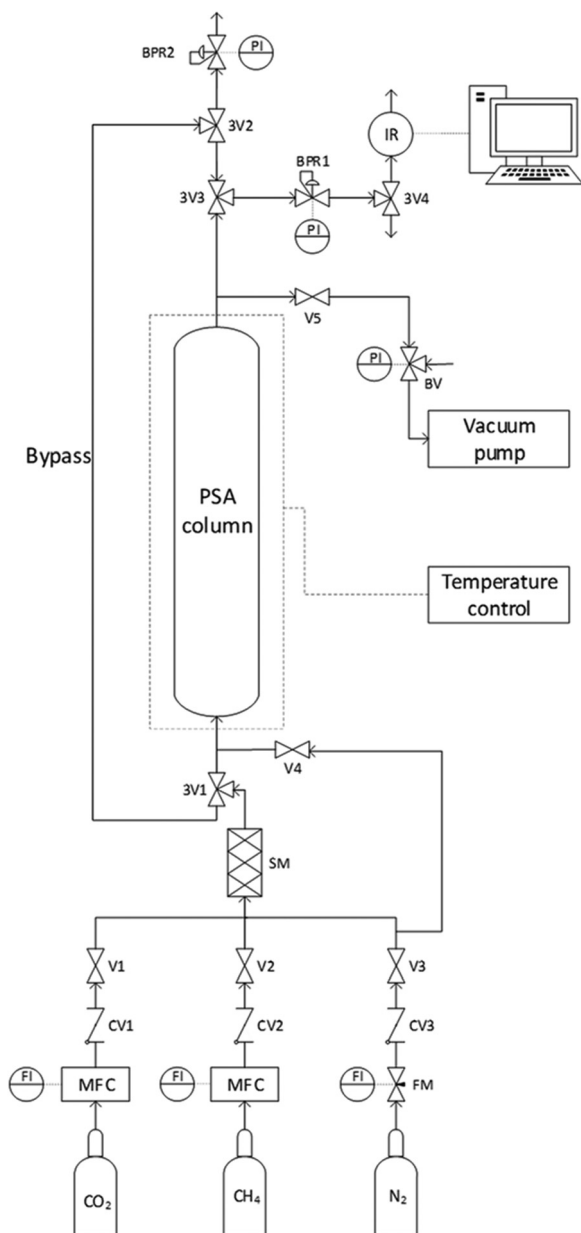 BPR2
PI
3V2
IR
BPR1
3V3
3V4
PI
V5
PI
BV
Vacuum
pump
Bypass
PSA
column
Temperature
control
V4
3V1
SM
V1
V2
V3
CV1
CV2
CV3
FI
MFC
FI
MFC
FI
FM
CO₂
CH₄
N₂